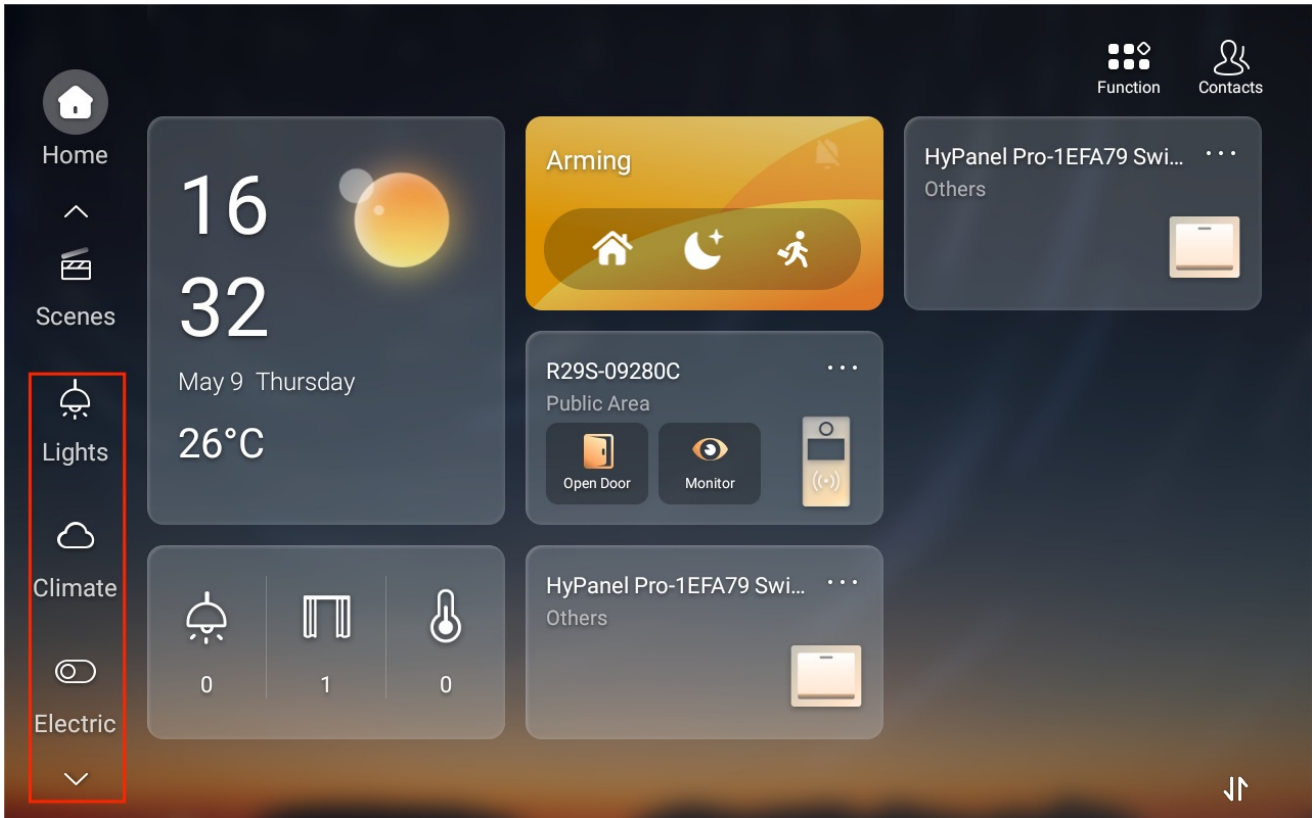 Function
Contacts
Home
Scenes
Lights
Climate
Electric
16
32
May 9 Thursday
26°C
0
1
0
Arming
R29S-09280C
Public Area
Open Door
Monitor
HyPanel Pro-1EFA79 Swi...
Others
HyPanel Pro-1EFA79 Swi...
Others